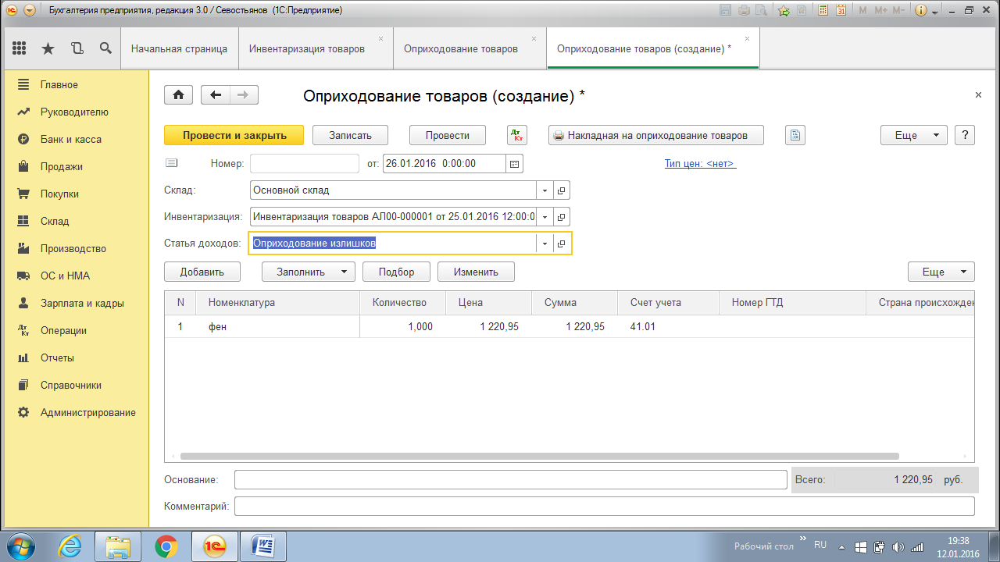 Бухгалтерия предприятия, редакция 3.0 / Севостьянов (1С:Предприятие)
M M+ M-
Начальная страница
Инвентаризация товаров
Оприходование товаров
Оприходование товаров (создание) *
Главное
Руководителю
Банк и касса
Продажи
Покупки
Склад
Производство
ОС и НМА
Зарплата и кадры
Операции
Отчеты
Справочники
Администрирование
Оприходование товаров (создание) *
Провести и закрыть Записать Провести Дт Кт Накладная на оприходование товаров Еще ?
Номер: от: 26.01.2016 0:00:00 Тип цен: <нет>
Склад: Основной склад
Инвентаризация: Инвентаризация товаров АЛ00-000001 от 25.01.2016 12:00:0
Статья доходов: Оприходование излишков
Добавить Заполнить Подбор Изменить Еще
N Номенклатура Количество Цена Сумма Счет учета Номер ГТД Страна происхожден
1 фен 1,000 1 220,95 1 220,95 41.01
Основание: Всего: 1 220,95 руб.
Комментарий:
Рабочий стол » RU 19:38
12.01.2016